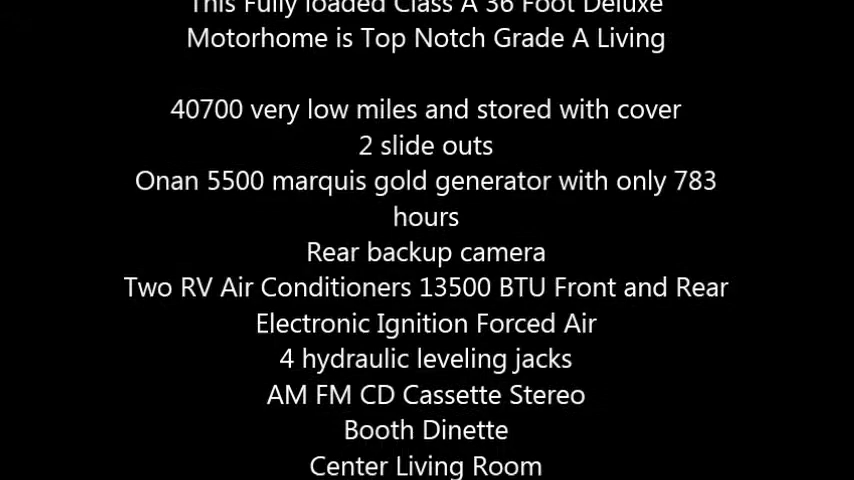 This Fully loaded Class A 36 Foot Deluxe
Motorhome is Top Notch Grade A Living
40700 very low miles and stored with cover
2 slide outs
Onan 5500 marquis gold generator with only 783
hours
Rear backup camera
Two RV Air Conditioners 13500 BTU Front and Rear
Electronic Ignition Forced Air
4 hydraulic leveling jacks
AM FM CD Cassette Stereo
Booth Dinette
Center Living Room